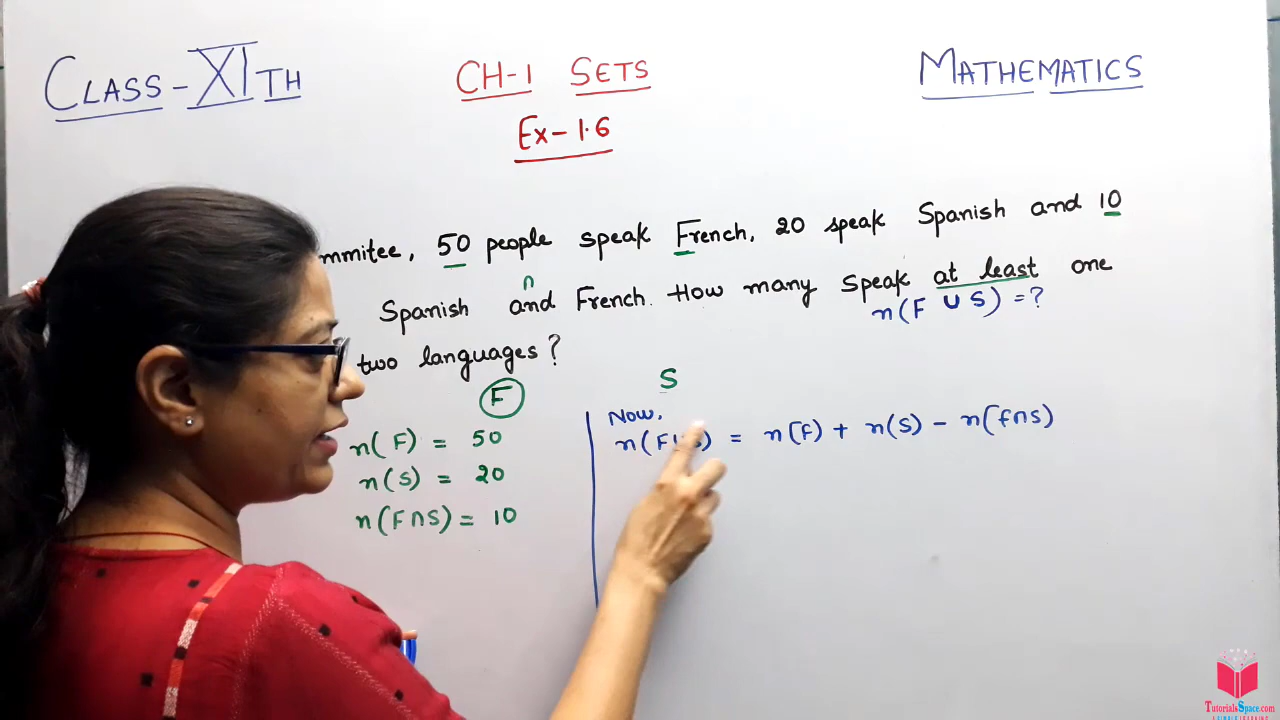 CLASS-XITH
CH-1 SETS
MATHEMATICS
Ex-1.6
mmitee, 50 people speak French, 20 speak Spanish and 10
∩
Spanish and French. How many speak at least one
n(F ∪ S) = ?
two languages?
F
S
n(F) = 50
n(S) = 20
n(F∩S) = 10
Now,
n(F∪S) = n(F) + n(S) - n(F∩S)
TutorialsSpace.com